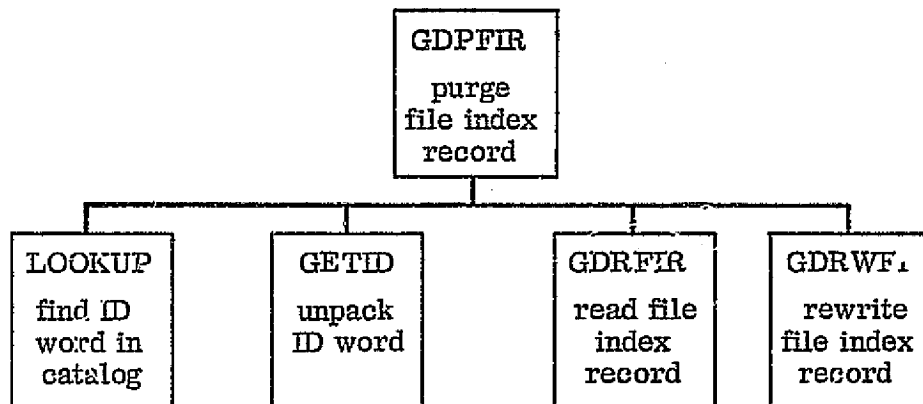 GDPFIR
purge
file index
record
LOOKUP
find ID
word in
catalog
GETID
unpack
ID word
GDRFIR
read file
index
record
rewrite
file index
record